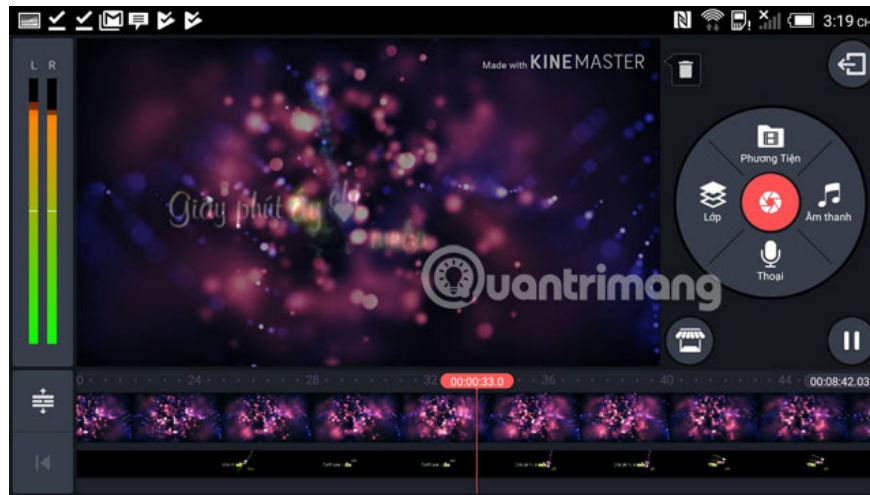 3:19 CH
L R
Made with KINEMASTER
Phương Tiện
Giây phút ấy
Lớp
Âm thanh
Quantrimang
Thoại
0 24 28 32 00:00:33.0 36 40 44 00:08:42.03